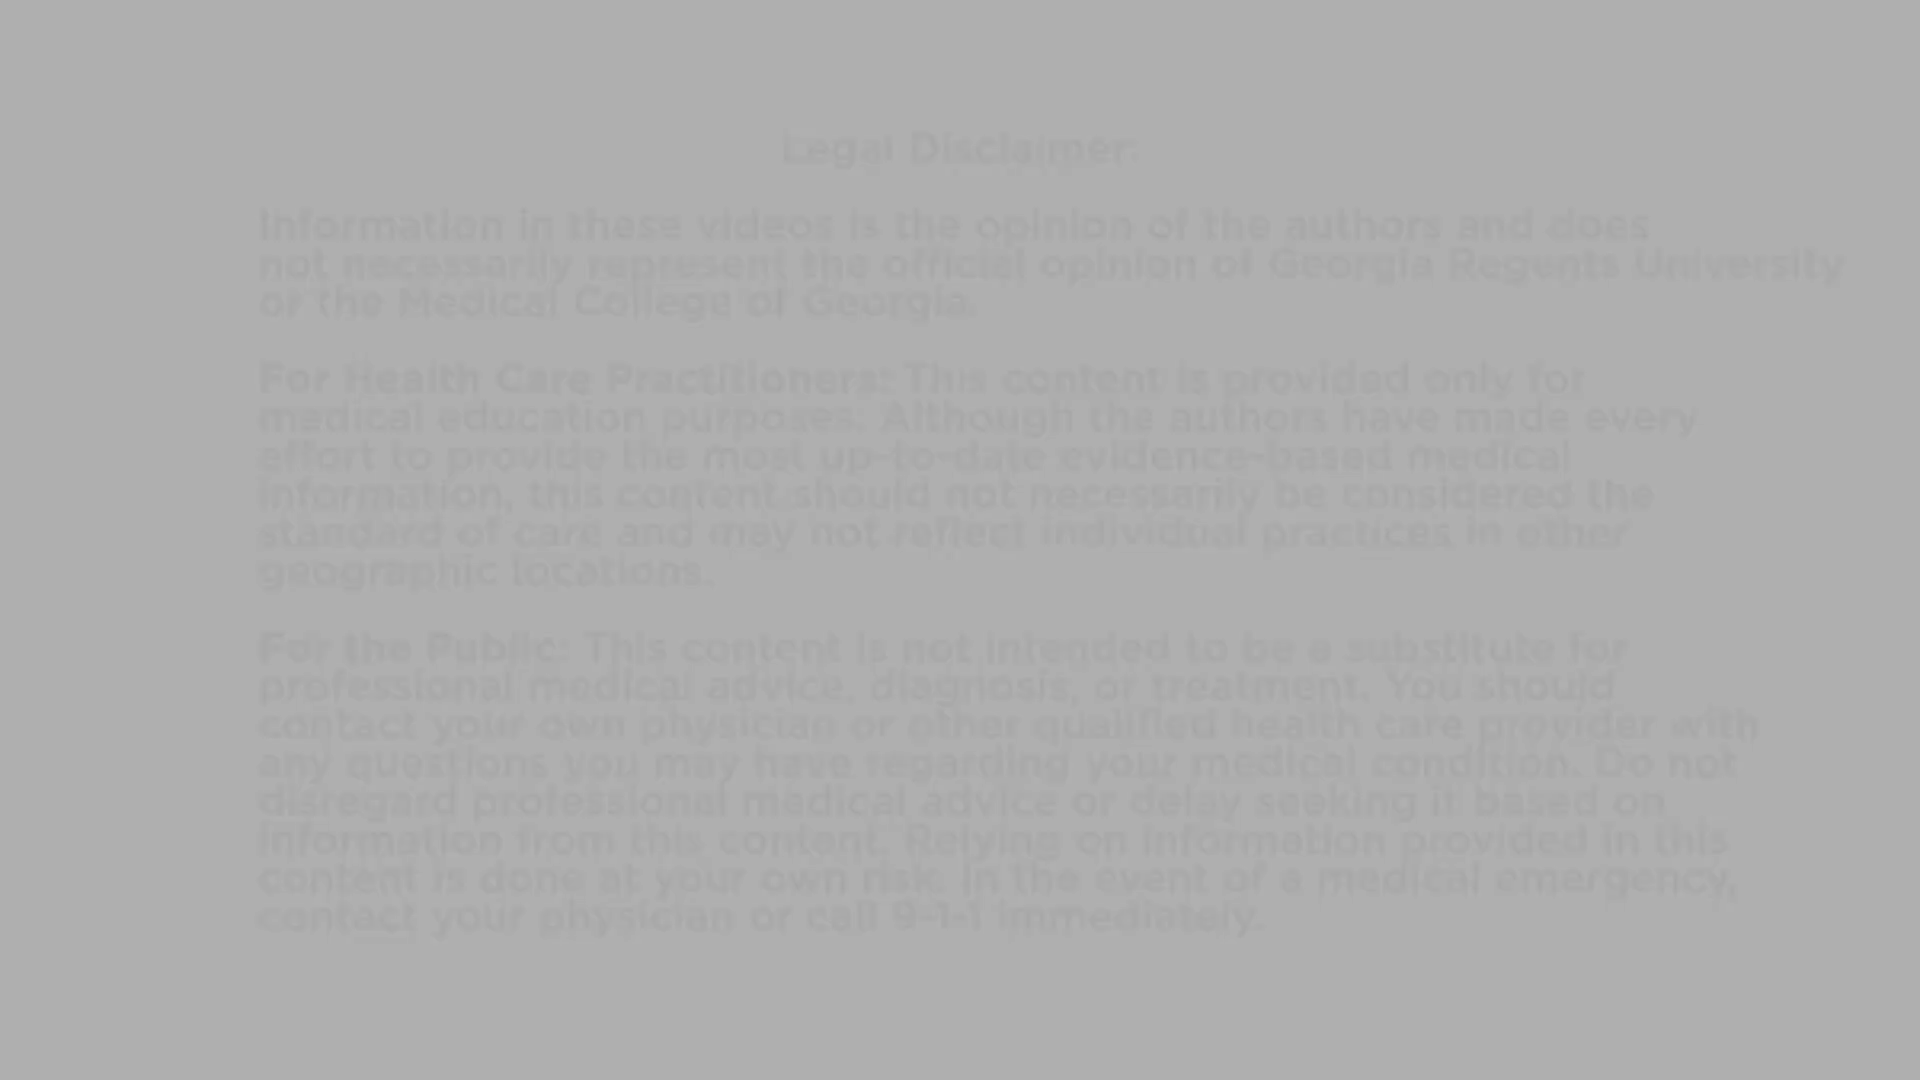 Legal Disclaimer:
Information in these videos is the opinion of the authors and does
not necessarily represent the official opinion of Georgia Regents University
or the Medical College of Georgia.
For Health Care Practitioners: This content is provided only for
medical education purposes. Although the authors have made every
effort to provide the most up-to-date evidence-based medical
information, this content should not necessarily be considered the
standard of care and may not reflect individual practices in other
geographic locations.
For the Public: This content is not intended to be a substitute for
professional medical advice, diagnosis, or treatment. You should
contact your own physician or other qualified health care provider with
any questions you may have regarding your medical condition. Do not
disregard professional medical advice or delay seeking it based on
information from this content. Relying on information provided in this
content is done at your own risk. In the event of a medical emergency,
contact your physician or call 9-1-1 immediately.